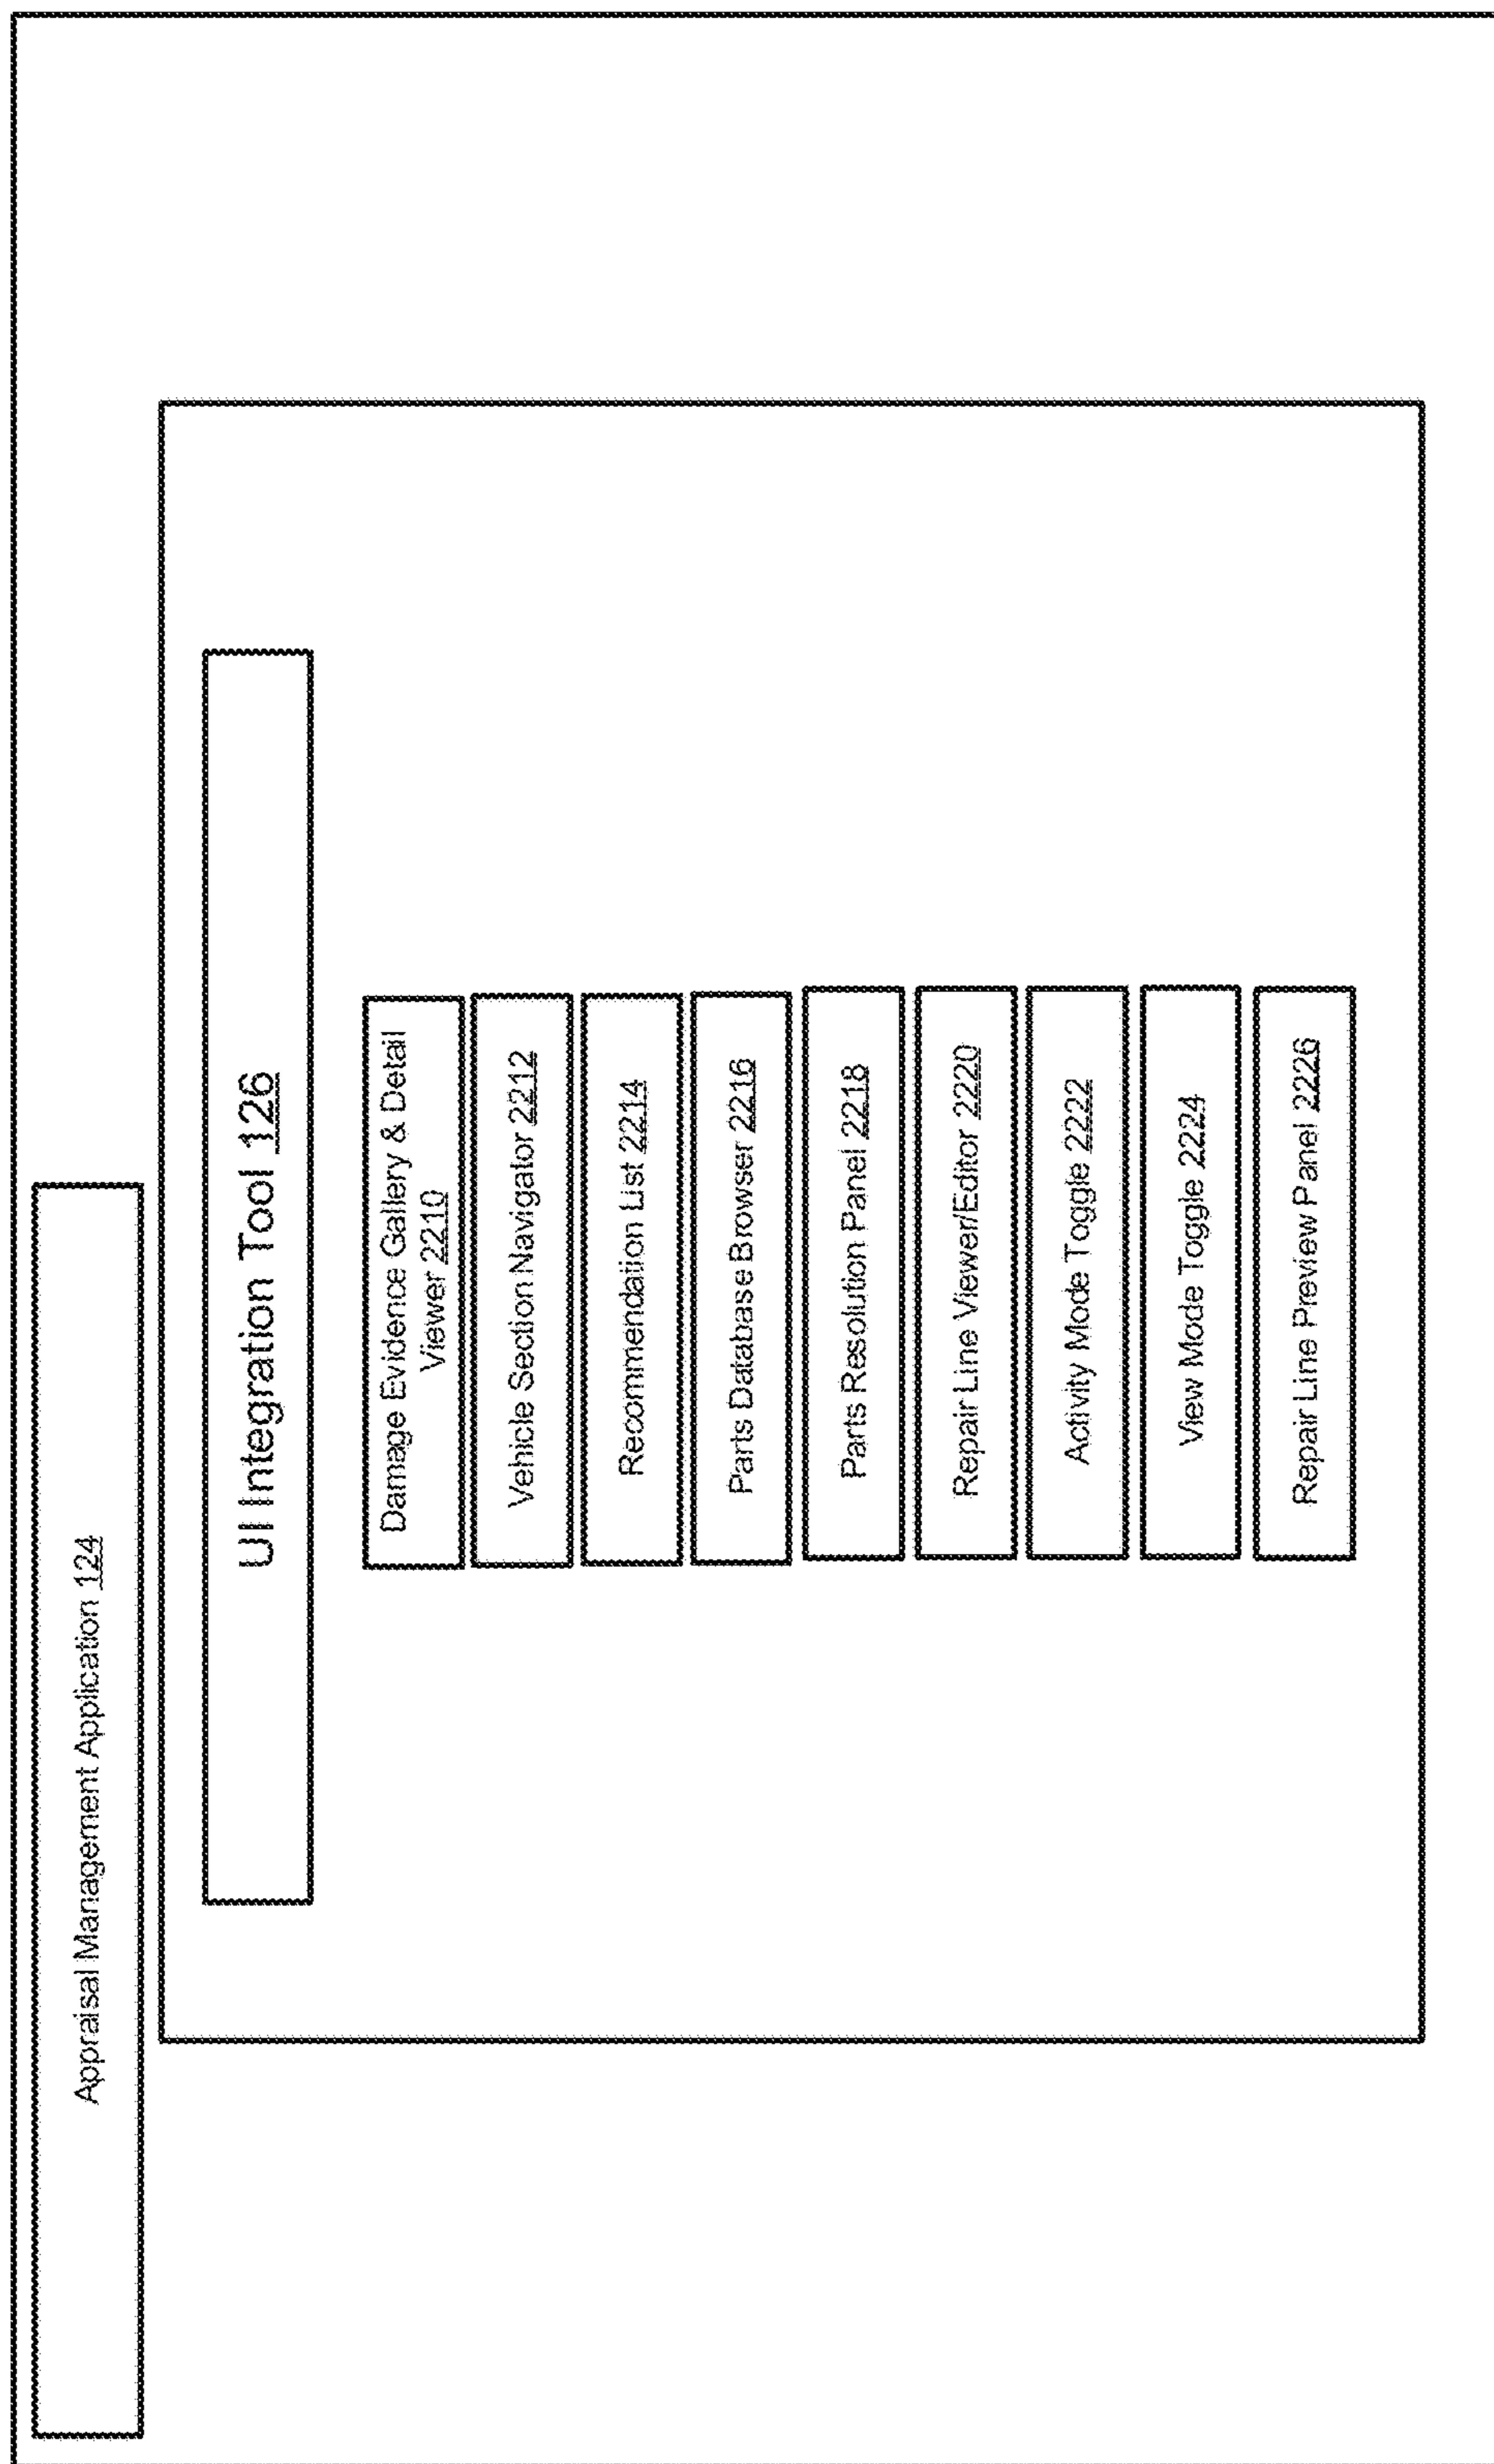 Appraisal Management Application 124
UI Integration Tool 126
Damage Evidence Gallery & Detail
Viewer 2210
Vehicle Section Navigator 2212
Recommendation List 2214
Parts Database Browser 2216
Parts Resolution Panel 2218
Repair Line Viewer/Editor 2220
Activity Mode Toggle 2222
View Mode Toggle 2224
Repair Line Preview Panel 2226